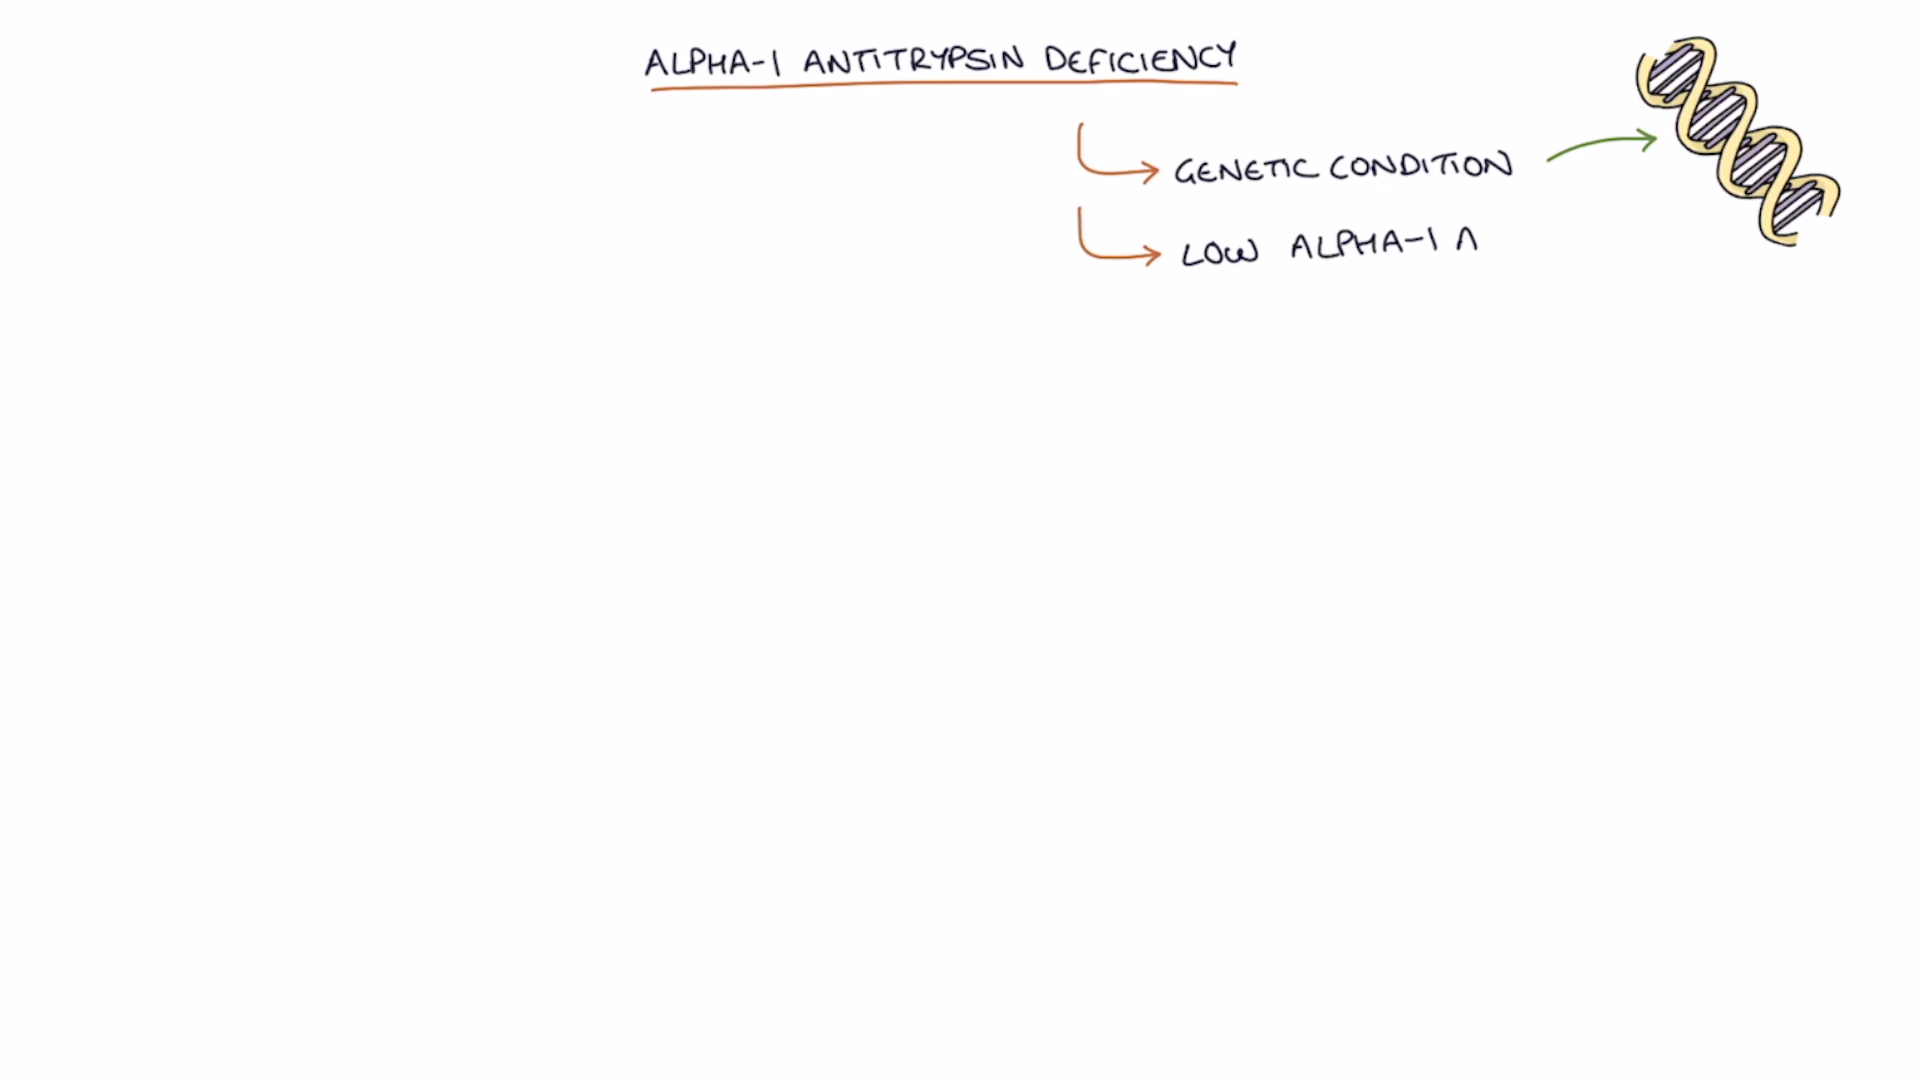 ALPHA-1 ANTITRYPSIN DEFICIENCY
GENETIC CONDITION
LOW ALPHA-1